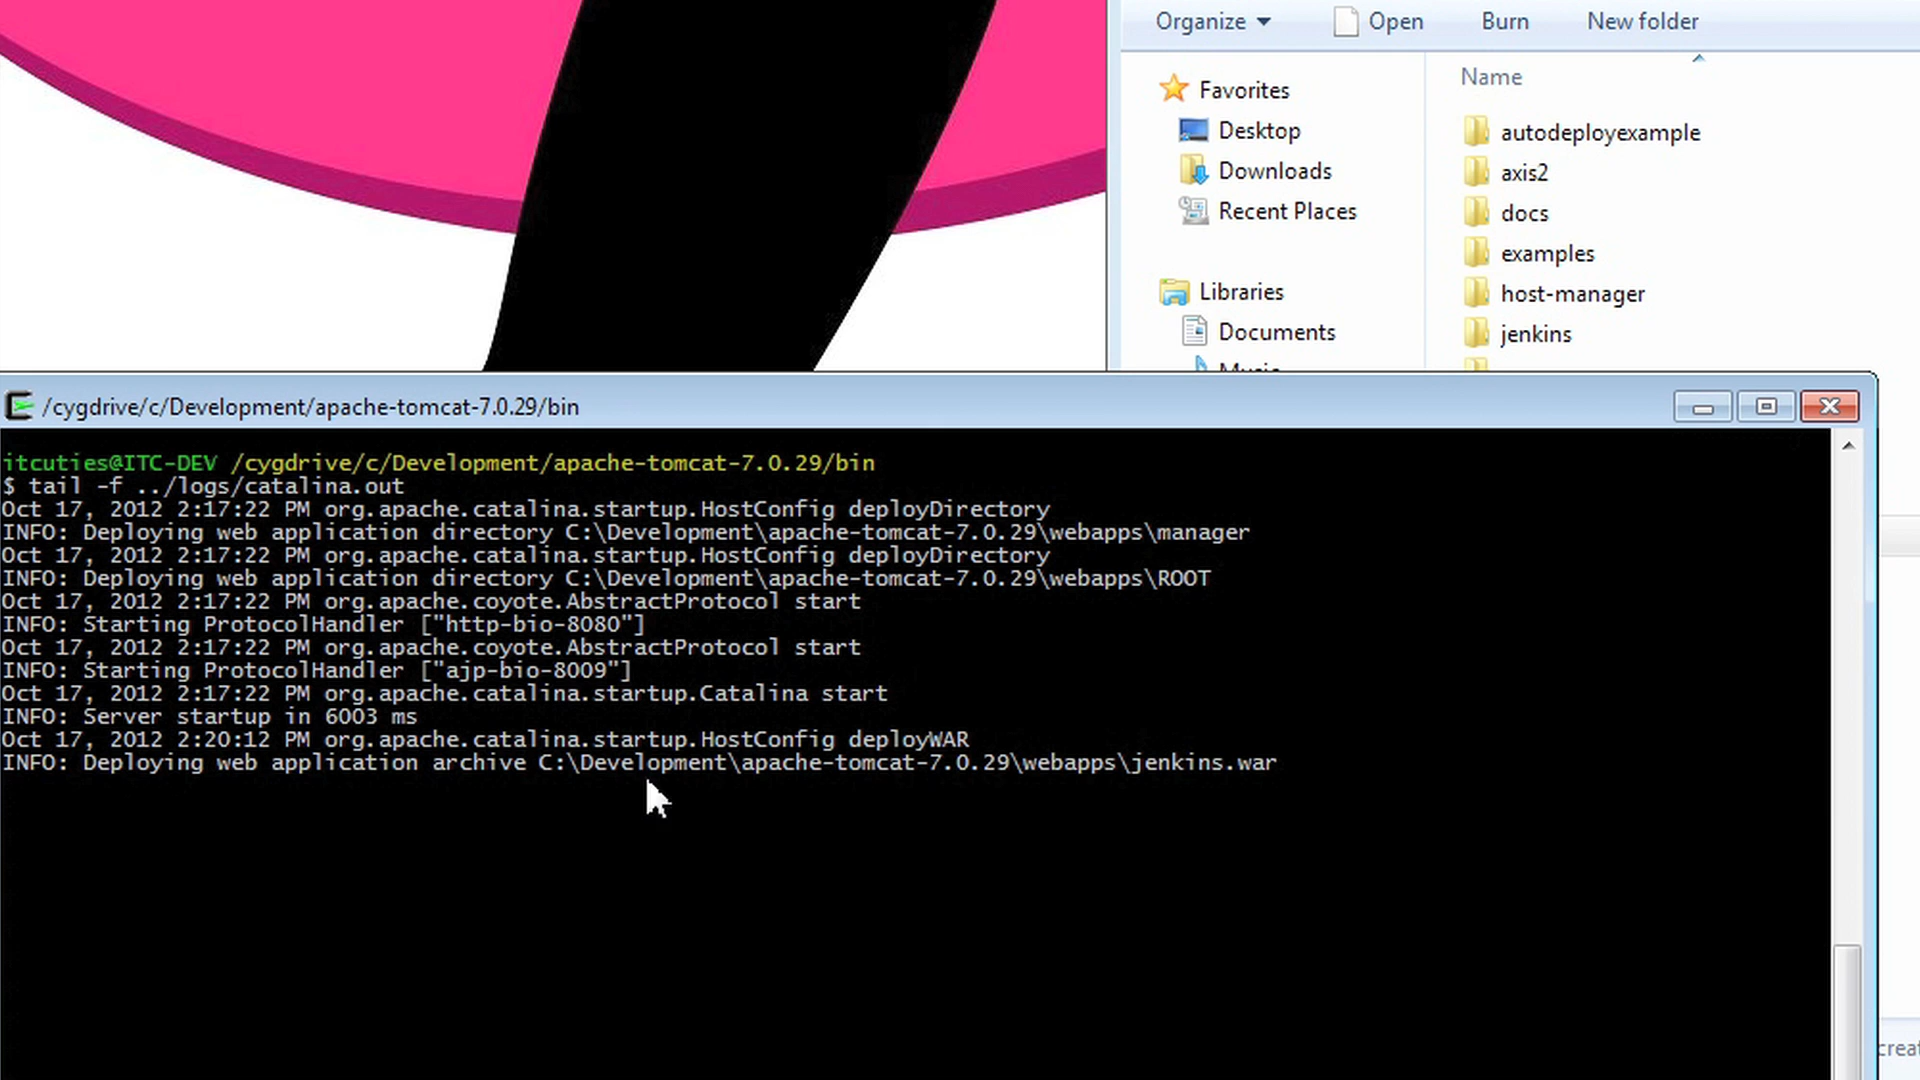 Organize Open Burn New folder
Name
Favorites
Desktop
Downloads
Recent Places
Libraries
Documents
autodeployexample
axis2
docs
examples
host-manager
jenkins
/cygdrive/c/Development/apache-tomcat-7.0.29/bin
itcuties@ITC-DEV /cygdrive/c/Development/apache-tomcat-7.0.29/bin
$ tail -f ../logs/catalina.out
Oct 17, 2012 2:17:22 PM org.apache.catalina.startup.HostConfig deployDirectory
INFO: Deploying web application directory C:\Development\apache-tomcat-7.0.29\webapps\manager
Oct 17, 2012 2:17:22 PM org.apache.catalina.startup.HostConfig deployDirectory
INFO: Deploying web application directory C:\Development\apache-tomcat-7.0.29\webapps\ROOT
Oct 17, 2012 2:17:22 PM org.apache.coyote.AbstractProtocol start
INFO: Starting ProtocolHandler ["http-bio-8080"]
Oct 17, 2012 2:17:22 PM org.apache.coyote.AbstractProtocol start
INFO: Starting ProtocolHandler ["ajp-bio-8009"]
Oct 17, 2012 2:17:22 PM org.apache.catalina.startup.Catalina start
INFO: Server startup in 6003 ms
Oct 17, 2012 2:20:12 PM org.apache.catalina.startup.HostConfig deployWAR
INFO: Deploying web application archive C:\Development\apache-tomcat-7.0.29\webapps\jenkins.war